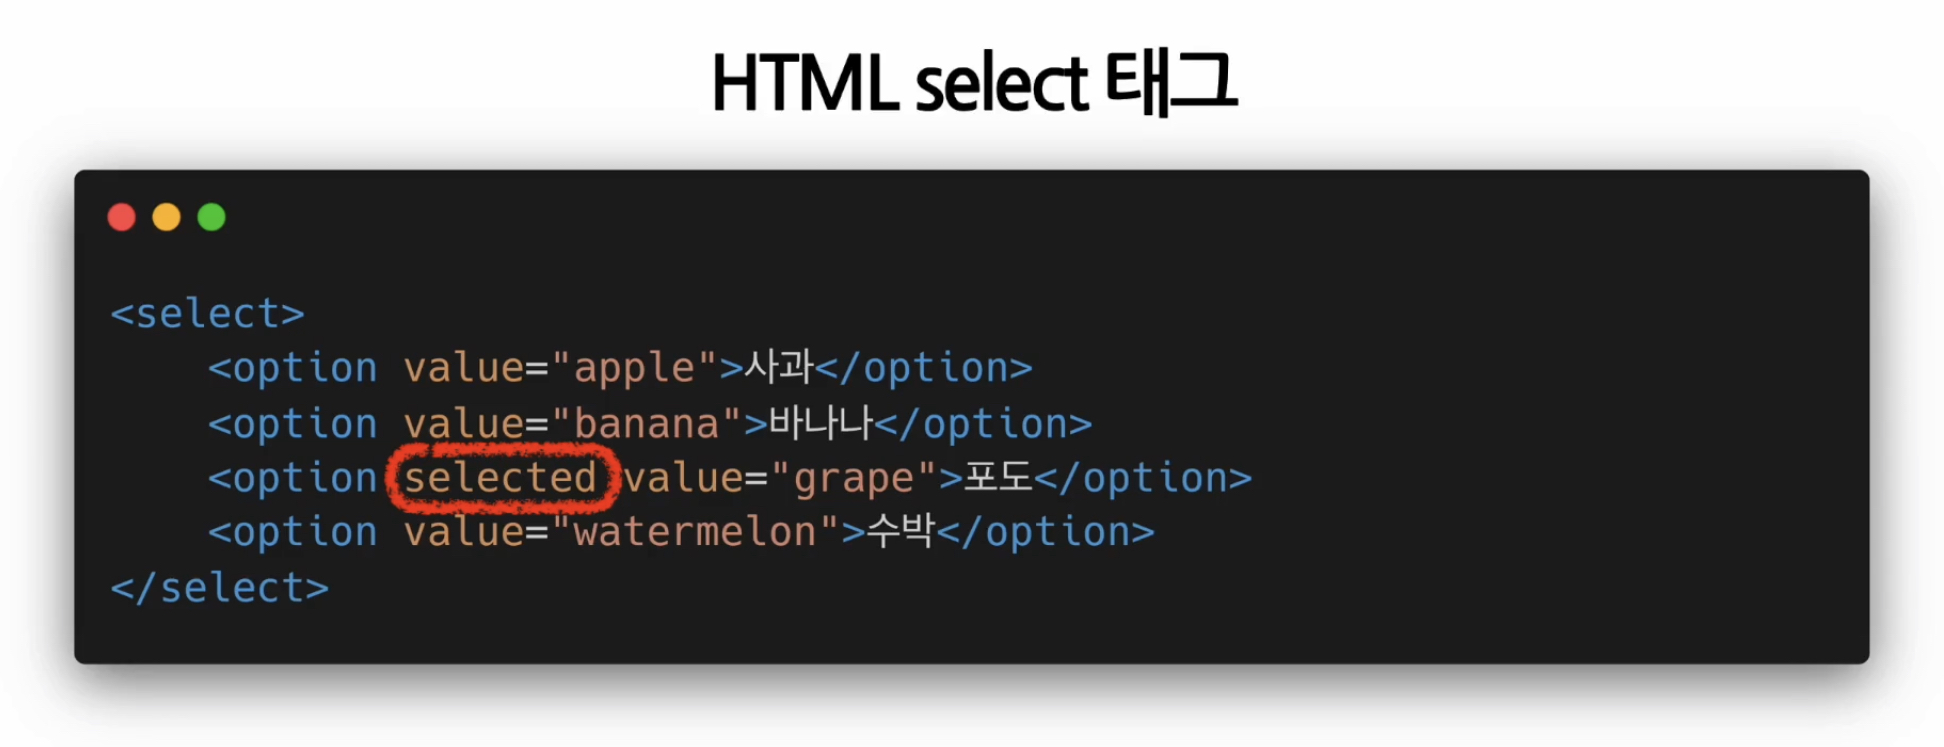 HTML select 태그
<select>
    <option value="apple">사과</option>
    <option value="banana">바나나</option>
    <option selected value="grape">포도</option>
    <option value="watermelon">수박</option>
</select>